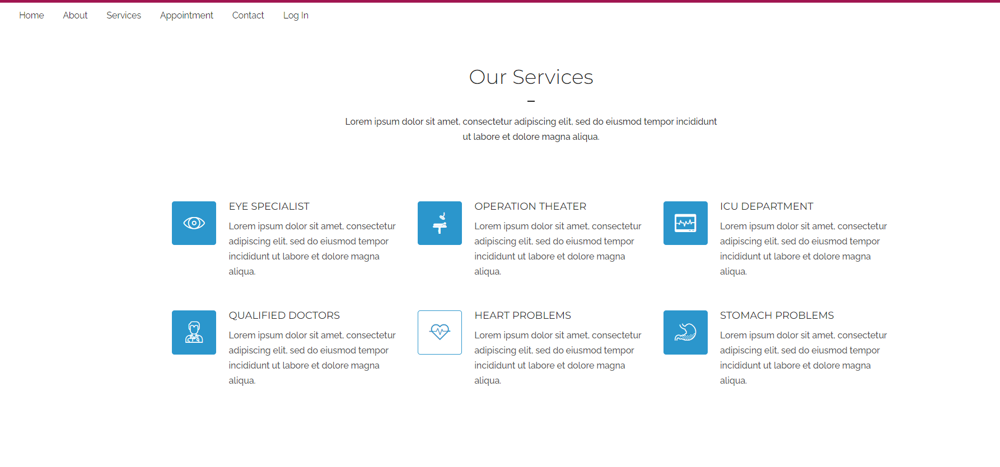 Home About Services Appointment Contact Log In
Our Services
Lorem ipsum dolor sit amet, consectetur adipiscing elit, sed do eiusmod tempor incididunt
ut labore et dolore magna aliqua.
EYE SPECIALIST
Lorem ipsum dolor sit amet, consectetur
adipiscing elit, sed do eiusmod tempor
incididunt ut labore et dolore magna
aliqua.
OPERATION THEATER
Lorem ipsum dolor sit amet, consectetur
adipiscing elit, sed do eiusmod tempor
incididunt ut labore et dolore magna
aliqua.
ICU DEPARTMENT
Lorem ipsum dolor sit amet, consectetur
adipiscing elit, sed do eiusmod tempor
incididunt ut labore et dolore magna
aliqua.
QUALIFIED DOCTORS
Lorem ipsum dolor sit amet, consectetur
adipiscing elit, sed do eiusmod tempor
incididunt ut labore et dolore magna
aliqua.
HEART PROBLEMS
Lorem ipsum dolor sit amet, consectetur
adipiscing elit, sed do eiusmod tempor
incididunt ut labore et dolore magna
aliqua.
STOMACH PROBLEMS
Lorem ipsum dolor sit amet, consectetur
adipiscing elit, sed do eiusmod tempor
incididunt ut labore et dolore magna
aliqua.